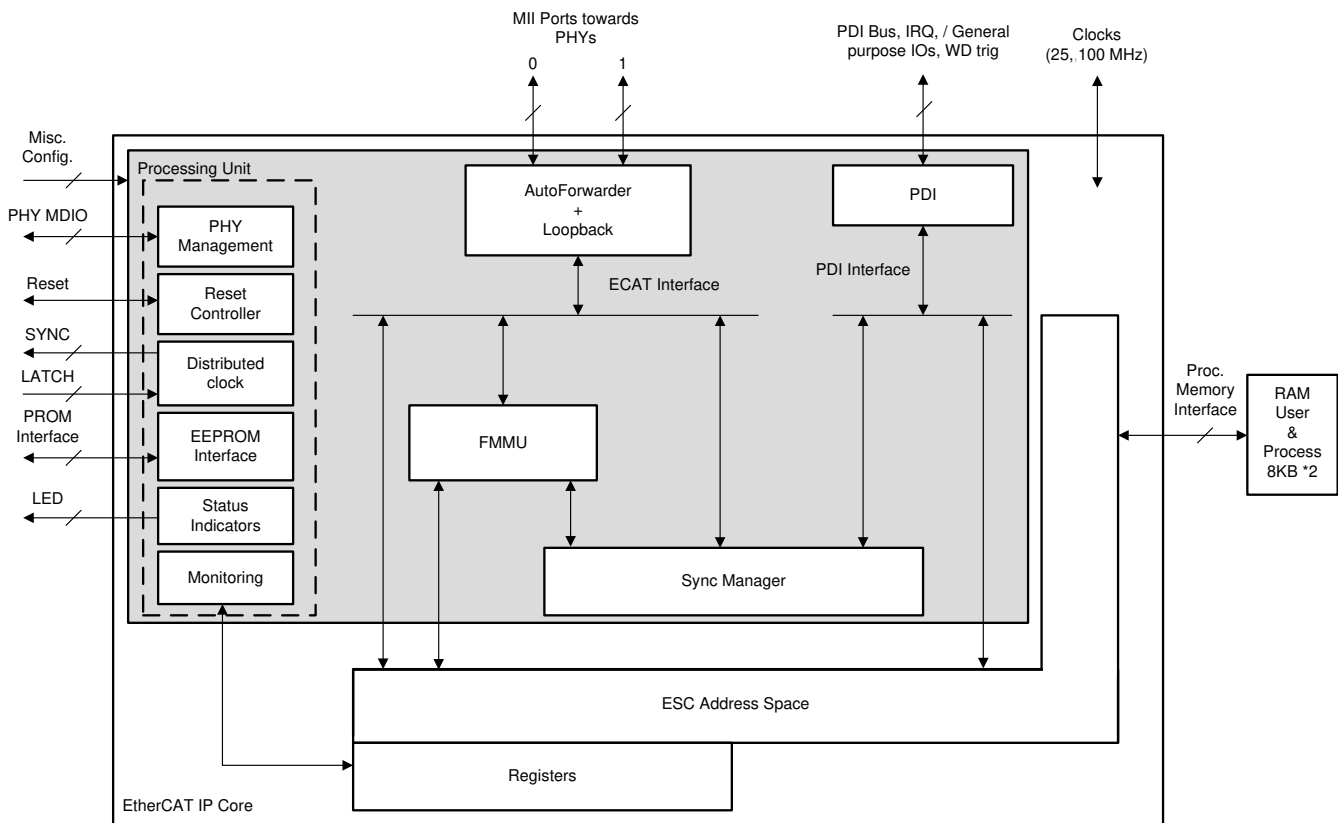 MII Ports towards
PHYs
0
1
PDI Bus, IRQ, / General
purpose IOs, WD trig
Clocks
(25,,100 MHz)
Misc.
Config.
PHY MDIO
Reset
SYNC
LATCH
PROM
Interface
LED
Processing Unit
PHY
Management
Reset
Controller
Distributed
clock
EEPROM
Interface
Status
Indicators
Monitoring
AutoForwarder
+
Loopback
PDI
ECAT Interface
PDI Interface
FMMU
Sync Manager
Proc.
Memory
Interface
RAM
User
&
Process
8KB *2
ESC Address Space
Registers
EtherCAT IP Core